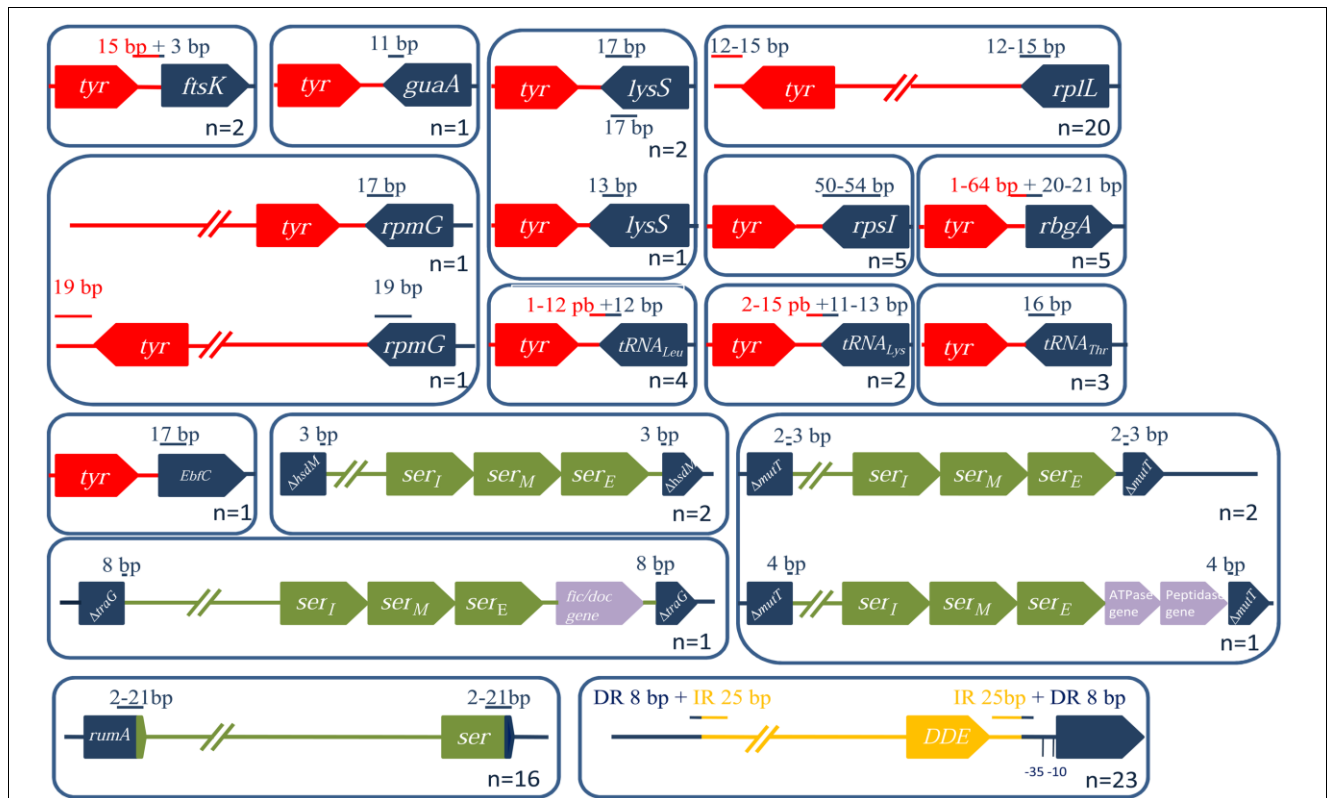 15 bp + 3 bp
tyr ftsK
n=2
11 bp
tyr guaA
n=1
17 bp
tyr lysS
17 bp
n=2
13 bp
tyr lysS
n=1
12-15 bp 12-15 bp
tyr rplL
n=20
17 bp
tyr rpmG
n=1
19 bp 19 bp
tyr rpmG
n=1
50-54 bp
tyr rpsI
n=5
1-64 bp + 20-21 bp
tyr rbgA
n=5
1-12 pb +12 bp
tyr tRNALeu
n=4
2-15 pb +11-13 bp
tyr tRNALys
n=2
16 bp
tyr tRNAThr
n=3
17 bp
tyr EbfC
n=1
3 bp 3 bp
ΔhsdM serI serM serE ΔhsdM
n=2
2-3 bp 2-3 bp
ΔmutT serI serM serE ΔmutT
n=2
4 bp 4 bp
ΔmutT serI serM serE ATPase gene Peptidase gene ΔmutT
n=1
8 bp 8 bp
ΔtraG serI serM serE fic/doc gene ΔtraG
n=1
2-21bp 2-21bp
rumA ser
n=16
DR 8 bp + IR 25 bp IR 25bp + DR 8 bp
DDE
-35 -10
n=23